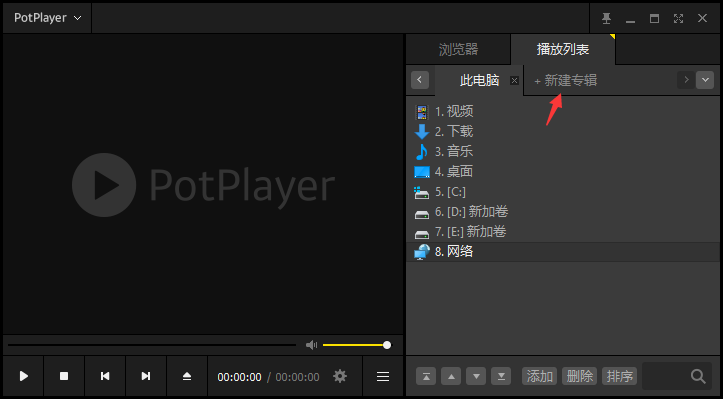 PotPlayer
浏览器 播放列表
此电脑 + 新建专辑
1. 视频
2. 下载
3. 音乐
4. 桌面
5. [C:]
6. [D:] 新加卷
7. [E:] 新加卷
8. 网络
PotPlayer
00:00:00 / 00:00:00
添加 删除 排序